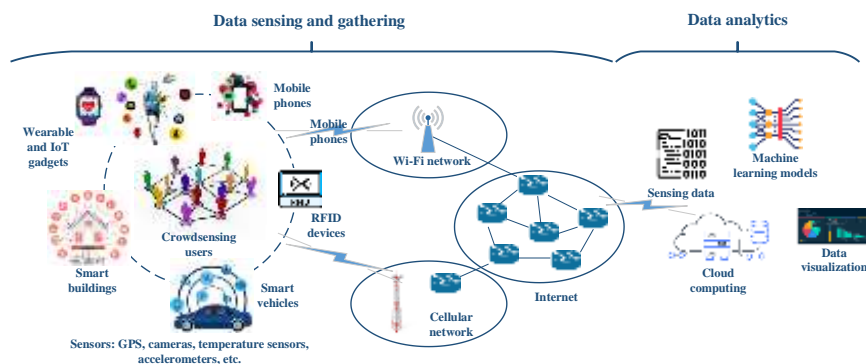 Data sensing and gathering
Data analytics
Mobile
phones
Wearable
and IoT
gadgets
Mobile
phones
Wi-Fi network
Machine
learning models
Sensing data
RFID
devices
Crowdsensing
users
Smart
buildings
Smart
vehicles
Cellular
network
Internet
Cloud
computing
Data
visualization
Sensors: GPS, cameras, temperature sensors,
accelerometers, etc.